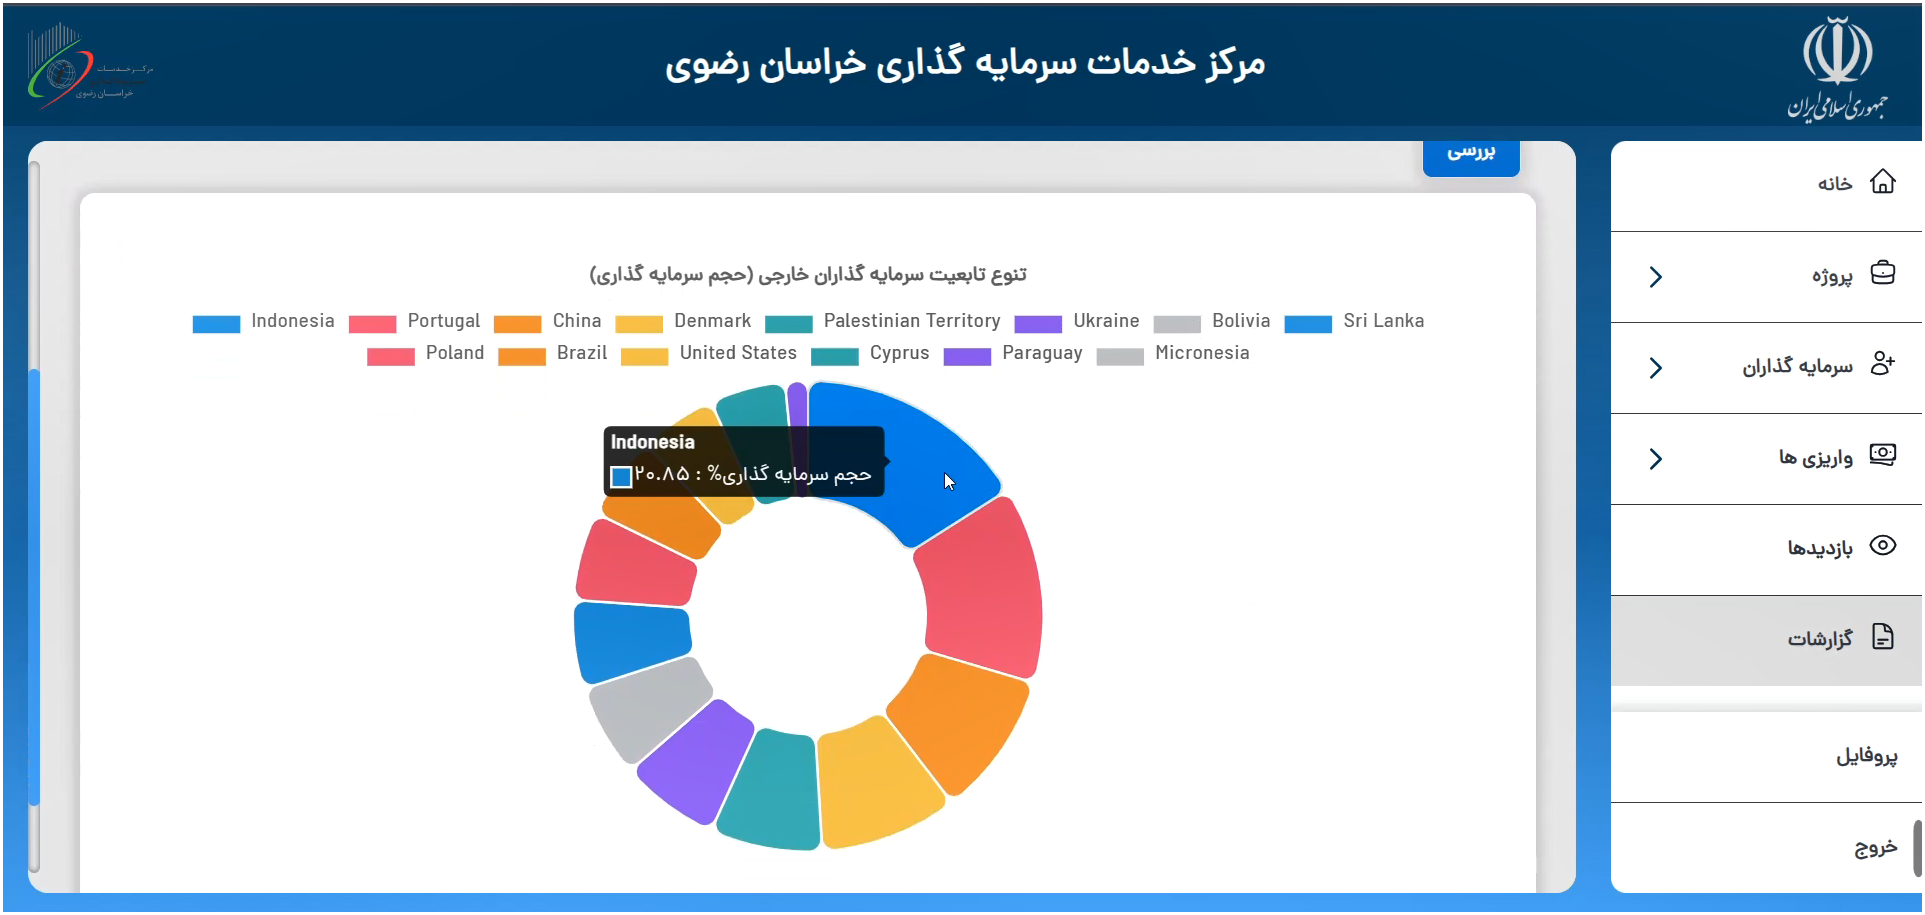 مرکز خدمات سرمایه گذاری خراسان رضوی
جمهوری اسلامی ایران
مرکز خدمات
خراسان رضوی
خانه
پروژه
سرمایه گذاران
واریزی ها
بازدیدها
گزارشات
پروفایل
خروج
بررسی
تنوع تابعیت سرمایه گذاران خارجی (حجم سرمایه گذاری)
Indonesia Portugal China Denmark Palestinian Territory Ukraine Bolivia Sri Lanka
Poland Brazil United States Cyprus Paraguay Micronesia
Indonesia
حجم سرمایه گذاری% : ۲۰.۸۵